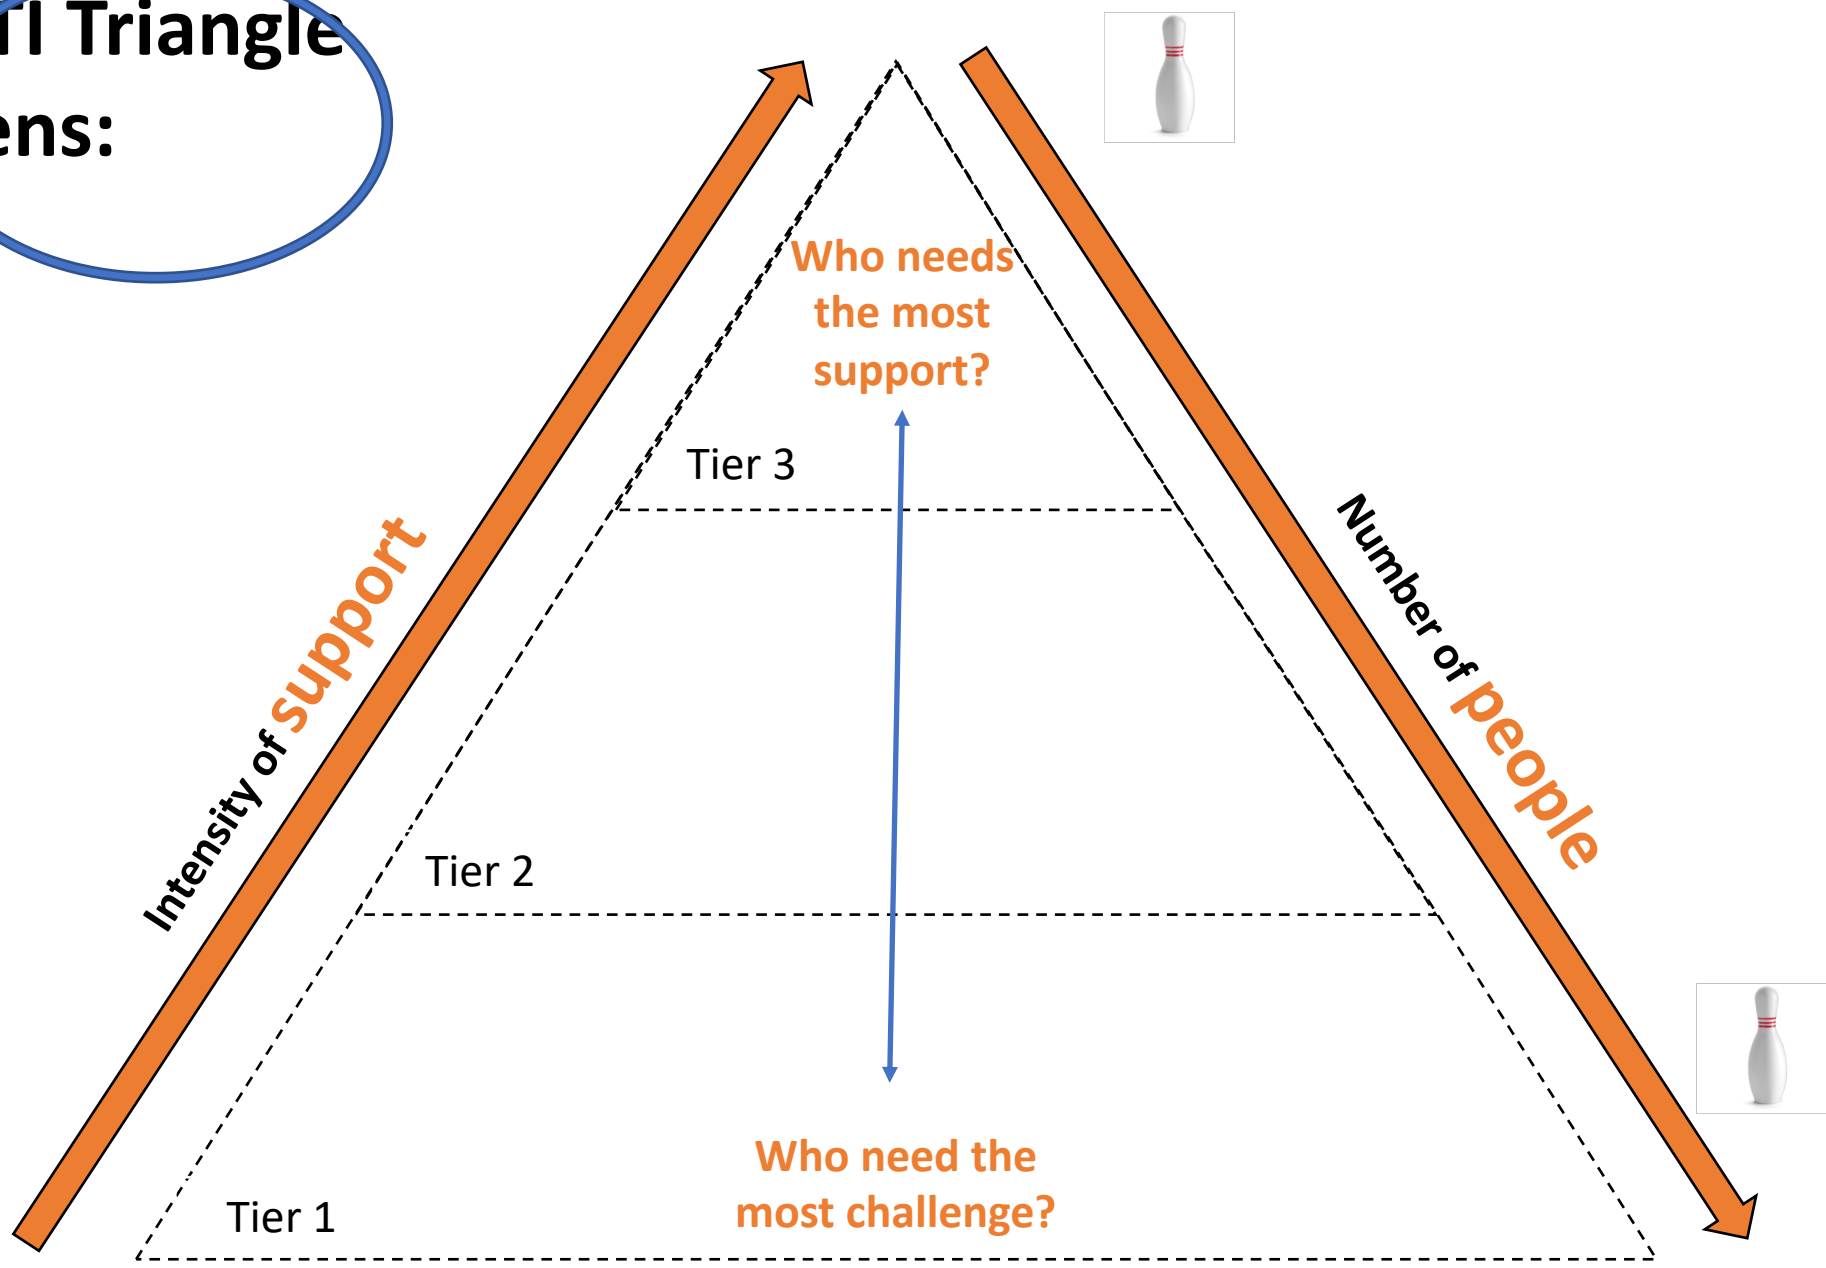 TI Triangle
ens:
Who needs
the most
support?
Tier 3
Intensity of support
Number of people
Tier 2
Who need the
most challenge?
Tier 1